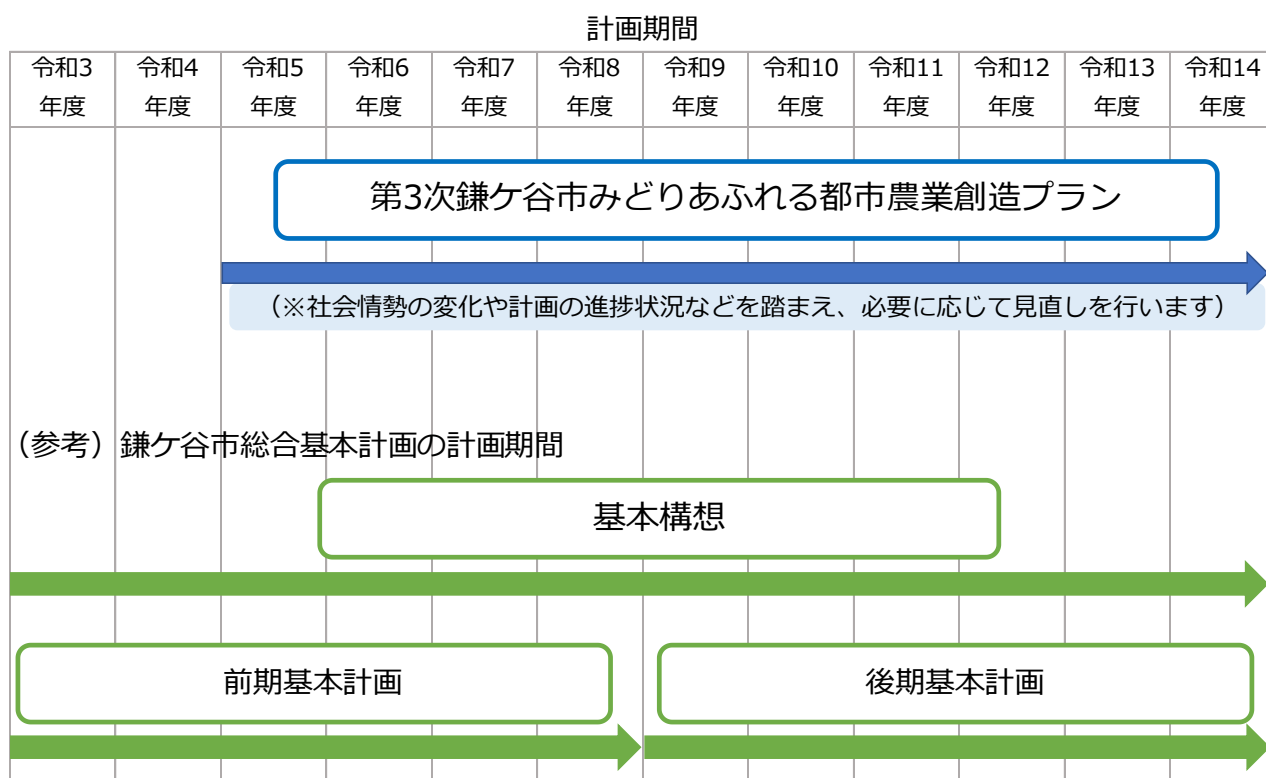 計画期間
令和3 令和4 令和5 令和6 令和7 令和8 令和9 令和10 令和11 令和12 令和13 令和14
年度 年度 年度 年度 年度 年度 年度 年度 年度 年度 年度 年度
第3次鎌ケ谷市みどりあふれる都市農業創造プラン
（※社会情勢の変化や計画の進捗状況などを踏まえ、必要に応じて見直しを行います）
（参考）鎌ケ谷市総合基本計画の計画期間
基本構想
前期基本計画 後期基本計画